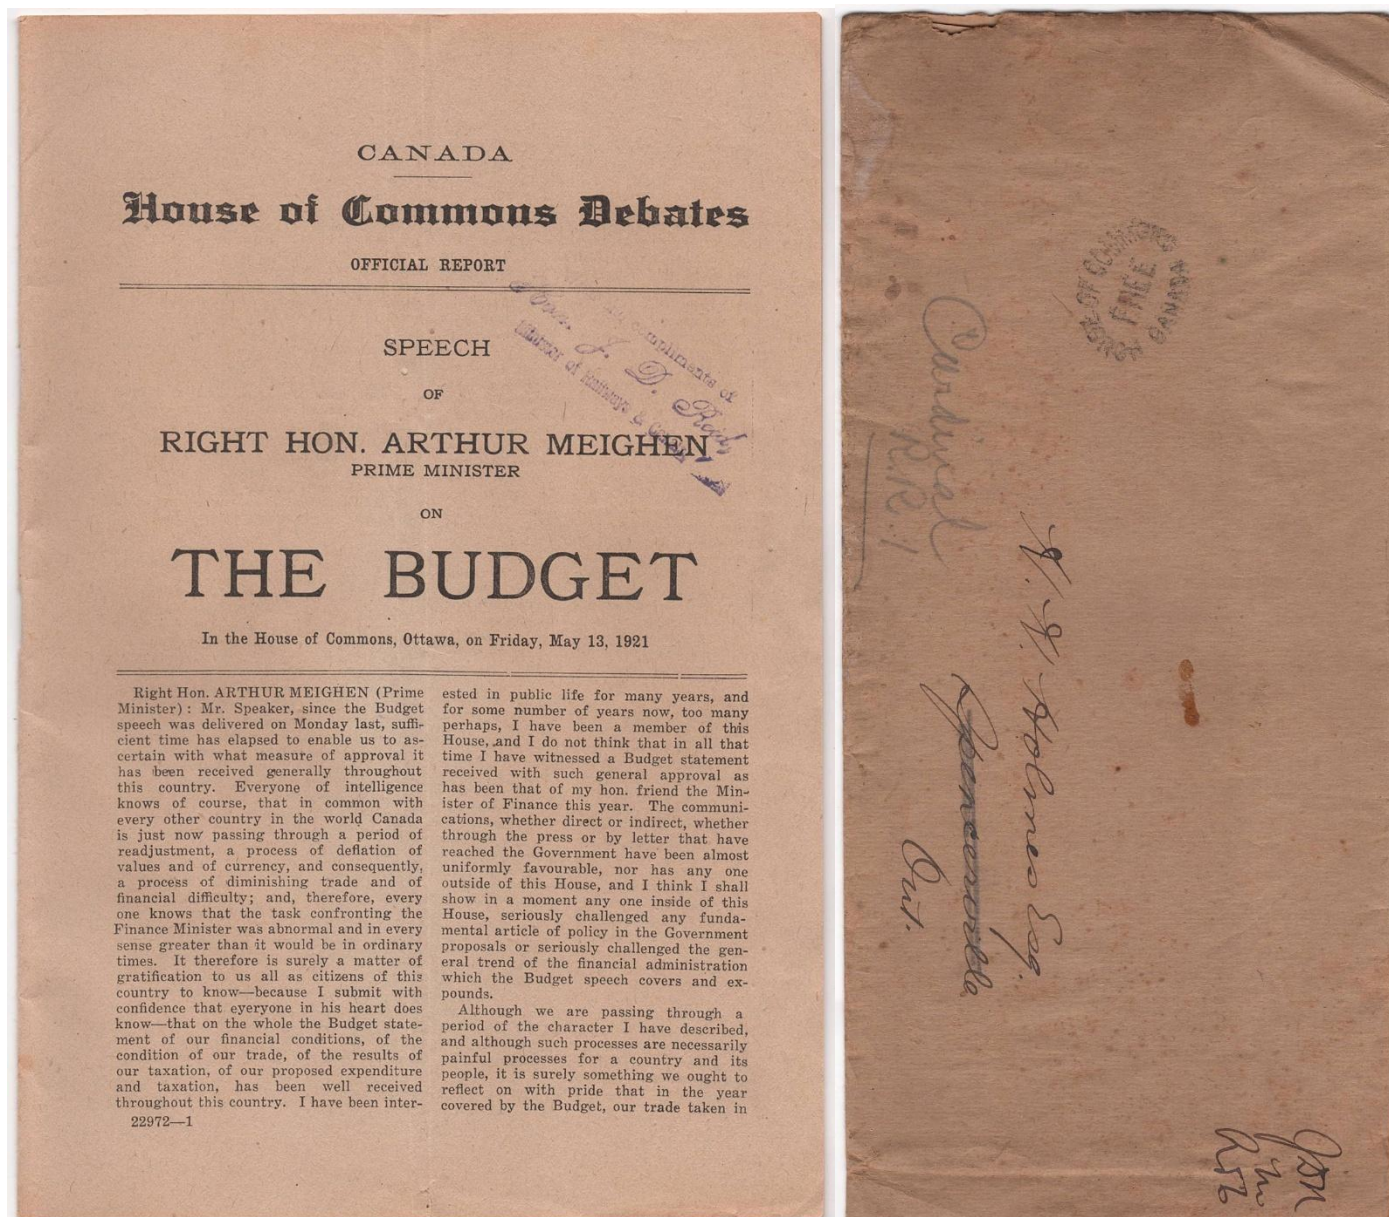 CANADA
House of Commons Debates
OFFICIAL REPORT
compliments of
Hon. J. D. Reid
Minister of Railways &
SPEECH
OF
RIGHT HON. ARTHUR MEIGHEN
PRIME MINISTER
ON
THE BUDGET
In the House of Commons, Ottawa, on Friday, May 13, 1921
Right Hon. ARTHUR MEIGHEN (Prime
Minister): Mr. Speaker, since the Budget
speech was delivered on Monday last, suffi-
cient time has elapsed to enable us to as-
certain with what measure of approval it
has been received generally throughout
this country. Everyone of intelligence
knows of course, that in common with
every other country in the world Canada
is just now passing through a period of
readjustment, a process of deflation of
values and of currency, and consequently,
a process of diminishing trade and of
financial difficulty; and, therefore, every
one knows that the task confronting the
Finance Minister was abnormal and in every
sense greater than it would be in ordinary
times. It therefore is surely a matter of
gratification to us all as citizens of this
country to know—because I submit with
confidence that eyeryone in his heart does
know—that on the whole the Budget state-
ment of our financial conditions, of the
condition of our trade, of the results of
our taxation, of our proposed expenditure
and taxation, has been well received
throughout this country. I have been inter-
22972—1
ested in public life for many years, and
for some number of years now, too many
perhaps, I have been a member of this
House, and I do not think that in all that
time I have witnessed a Budget statement
received with such general approval as
has been that of my hon. friend the Min-
ister of Finance this year. The communi-
cations, whether direct or indirect, whether
through the press or by letter that have
reached the Government have been almost
uniformly favourable, nor has any one
outside of this House, and I think I shall
show in a moment any one inside of this
House, seriously challenged any funda-
mental article of policy in the Government
proposals or seriously challenged the gen-
eral trend of the financial administration
which the Budget speech covers and ex-
pounds.
Although we are passing through a
period of the character I have described,
and although such processes are necessarily
painful processes for a country and its
people, it is surely something we ought to
reflect on with pride that in the year
covered by the Budget, our trade taken in
HOUSE OF COMMONS
FREE
CANADA
Holmes Esq.
Spencerville
Ont.
Cardinal
R.R. 1